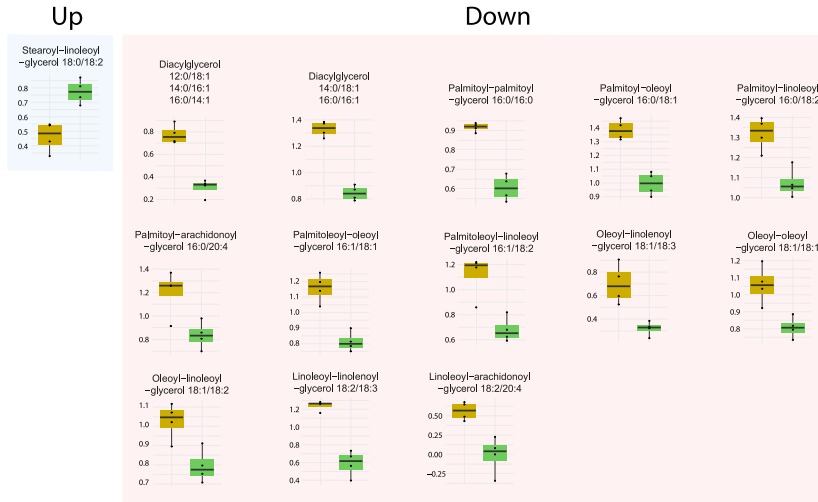 Up
Down
Stearoyl−linoleoyl
−glycerol 18:0/18:2
0.8
0.7
0.6
0.5
0.4
Diacylglycerol
12:0/18:1
14:0/16:1
16:0/14:1
0.8
0.6
0.4
0.2
Diacylglycerol
14:0/18:1
16:0/16:1
1.4
1.2
1.0
0.8
Palmitoyl−palmitoyl
−glycerol 16:0/16:0
0.9
0.8
0.6
Palmitoyl−oleoyl
−glycerol 16:0/18:1
1.4
1.3
1.2
1.1
1.0
0.9
Palmitoyl−linoleoyl
−glycerol 16:0/18:2
1.4
1.3
1.2
1.1
1.0
Palmitoyl−arachidonoyl
−glycerol 16:0/20:4
1.4
1.2
1.0
0.8
Palmitoleoyl−oleoyl
−glycerol 16:1/18:1
1.2
1.1
1.0
0.9
0.8
Palmitoleoyl−linoleoyl
−glycerol 16:1/18:2
1.2
1.0
0.8
0.6
Oleoyl−linolenoyl
−glycerol 18:1/18:3
0.8
0.6
0.4
Oleoyl−oleoyl
−glycerol 18:1/18:1
1.2
1.1
1.0
0.9
0.8
Oleoyl−linoleoyl
−glycerol 18:1/18:2
1.1
1.0
0.8
0.7
Linoleoyl−linolenoyl
−glycerol 18:2/18:3
1.2
1.0
0.8
0.6
0.4
Linoleoyl−arachidonoyl
−glycerol 18:2/20:4
0.50
0.25
0.00
−0.25